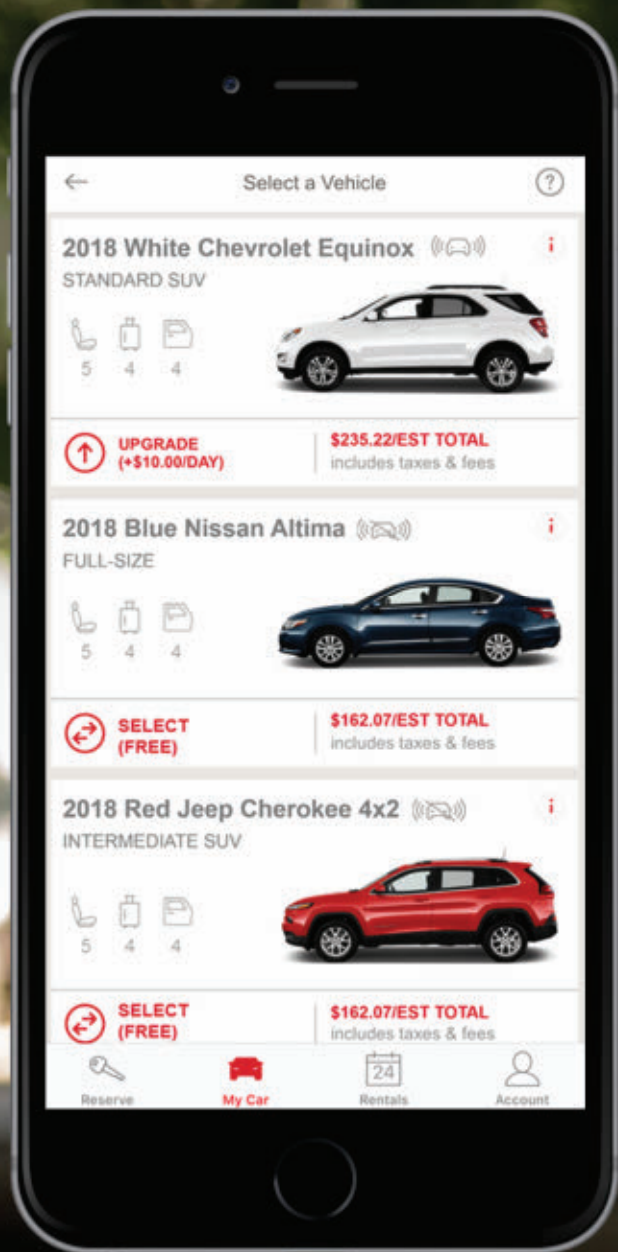 Select a Vehicle
?
2018 White Chevrolet Equinox
i
STANDARD SUV
5 4 4
UPGRADE
(+$10.00/DAY)
$235.22/EST TOTAL
includes taxes & fees
2018 Blue Nissan Altima
i
FULL-SIZE
5 4 4
SELECT
(FREE)
$162.07/EST TOTAL
includes taxes & fees
2018 Red Jeep Cherokee 4x2
i
INTERMEDIATE SUV
5 4 4
SELECT
(FREE)
$162.07/EST TOTAL
includes taxes & fees
24
Reserve My Car Rentals Account